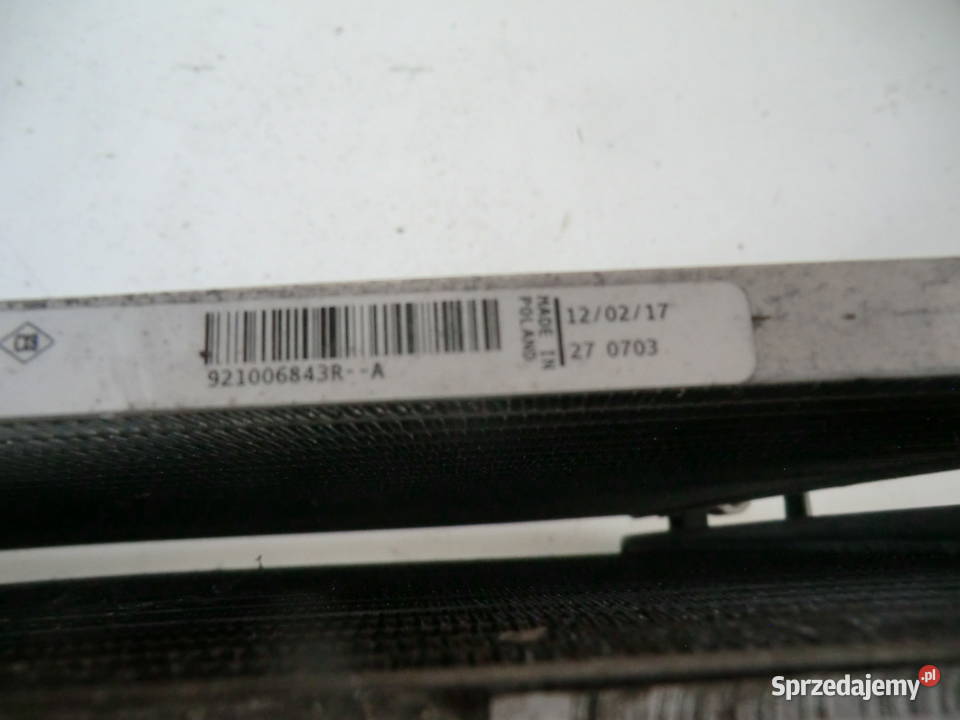 921006843R--A
MADE IN
POLAND
12/02/17
27 0703
Sprzedajemy.pl